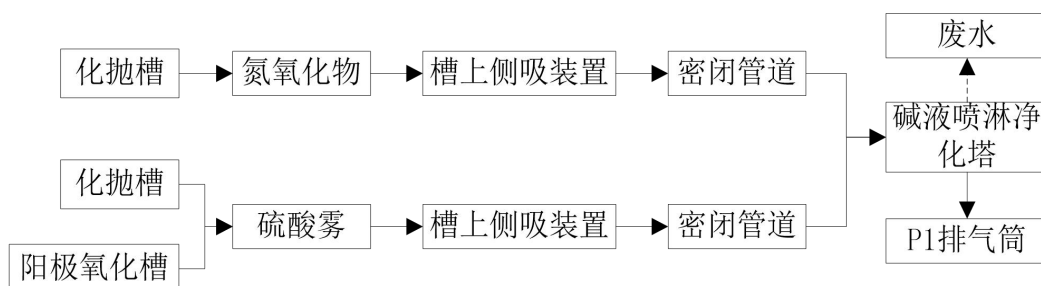 化抛槽
氮氧化物
槽上侧吸装置
密闭管道
废水
碱液喷淋净
化塔
化抛槽
阳极氧化槽
硫酸雾
槽上侧吸装置
密闭管道
P1排气筒